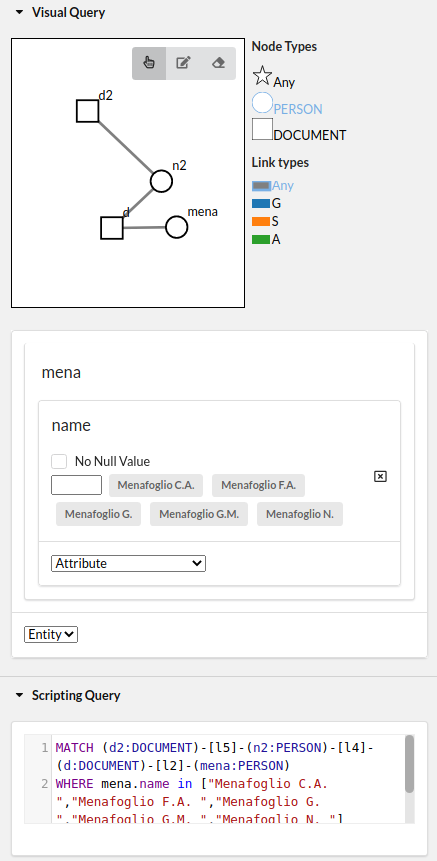 Visual Query
Node Types
Any
PERSON
DOCUMENT
Link types
Any
G
S
A
d2
n2
d
mena
mena
name
No Null Value
Menafoglio C.A.
Menafoglio F.A.
Menafoglio G.
Menafoglio G.M.
Menafoglio N.
Attribute
Entity
Scripting Query
1 MATCH (d2:DOCUMENT)-[l5]-(n2:PERSON)-[l4]-
(d:DOCUMENT)-[l2]-(mena:PERSON)
2 WHERE mena.name in ["Menafoglio C.A.
","Menafoglio F.A. ","Menafoglio G.
","Menafoglio G.M. ","Menafoglio N. "]